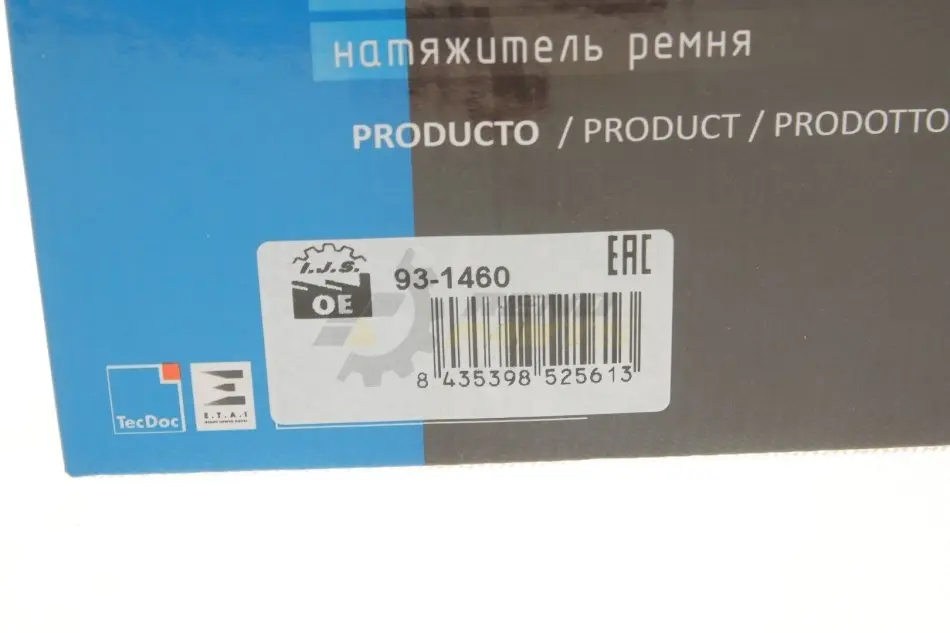 натяжитель ремня
PRODUCTO / PRODUCT / PRODOTTO
I.J.S.
OE
93-1460
EAC
8 435398 525613
TecDoc
E.T.A.I